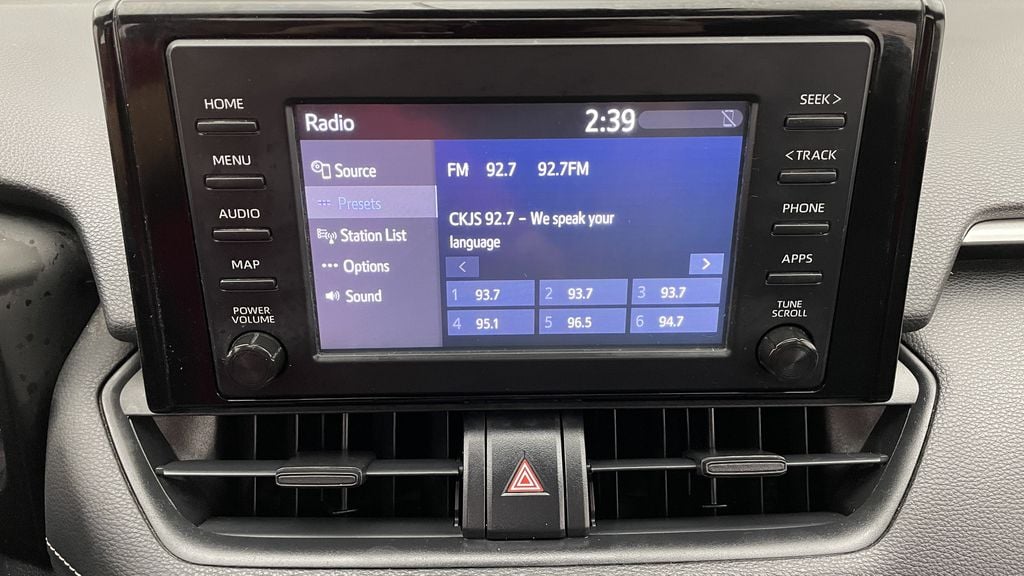 HOME
MENU
AUDIO
MAP
POWER
VOLUME
Radio 2:39
Source
Presets
Station List
Options
Sound
FM 92.7 92.7FM
CKJS 92.7 – We speak your
language
< >
1 93.7 2 93.7 3 93.7
4 95.1 5 96.5 6 94.7
SEEK >
< TRACK
PHONE
APPS
TUNE
SCROLL